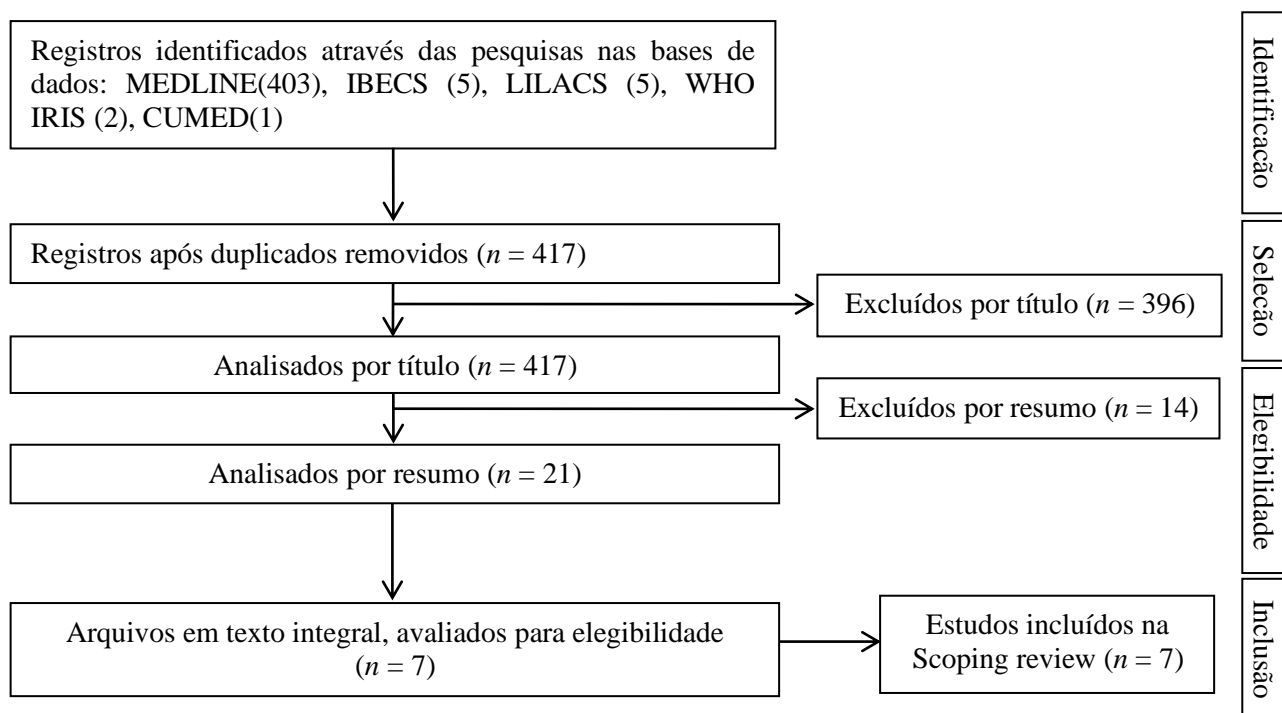 Registros identificados através das pesquisas nas bases de
dados: MEDLINE(403), IBECS (5), LILACS (5), WHO
IRIS (2), CUMED(1)
Identificação
Registros após duplicados removidos (n = 417)
Seleção
Excluídos por título (n = 396)
Analisados por título (n = 417)
Excluídos por resumo (n = 14)
Elegibilidade
Analisados por resumo (n = 21)
Arquivos em texto integral, avaliados para elegibilidade
(n = 7)
Estudos incluídos na
Scoping review (n = 7)
Inclusão